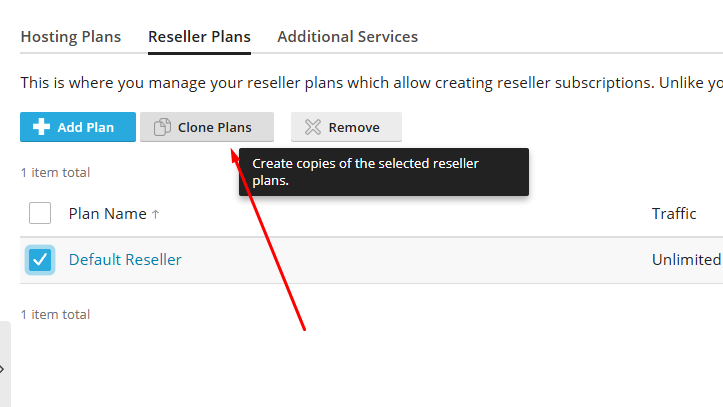 Hosting Plans Reseller Plans Additional Services
This is where you manage your reseller plans which allow creating reseller subscriptions. Unlike
Add Plan Clone Plans Remove
1 item total
Create copies of the selected reseller
plans.
Plan Name ↑ Traffic
Default Reseller Unlimited
1 item total